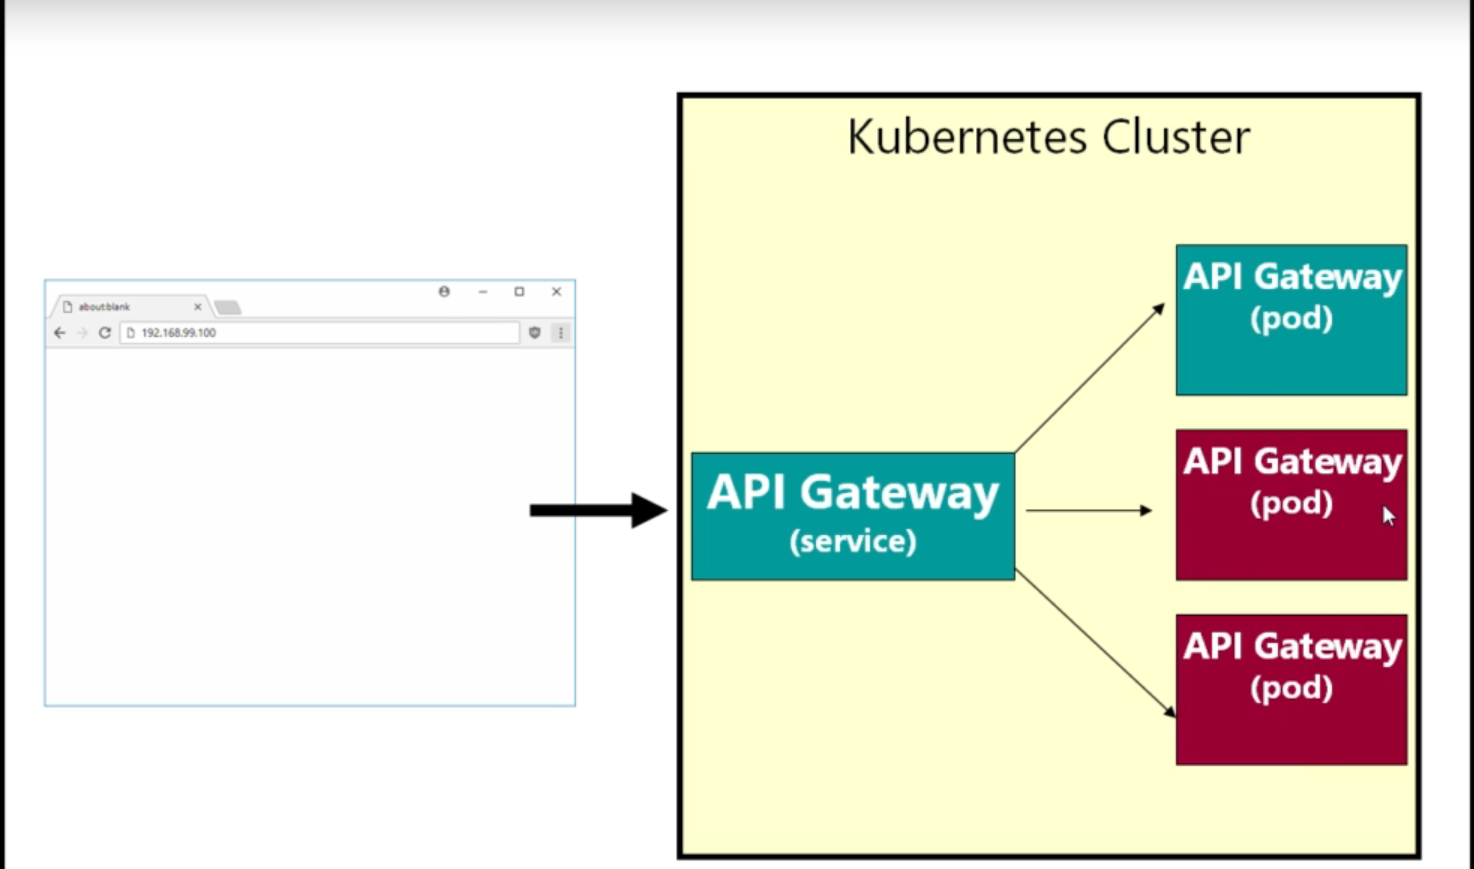 Kubernetes Cluster
about:blank
192.168.99.100
API Gateway
(service)
API Gateway
(pod)
API Gateway
(pod)
API Gateway
(pod)